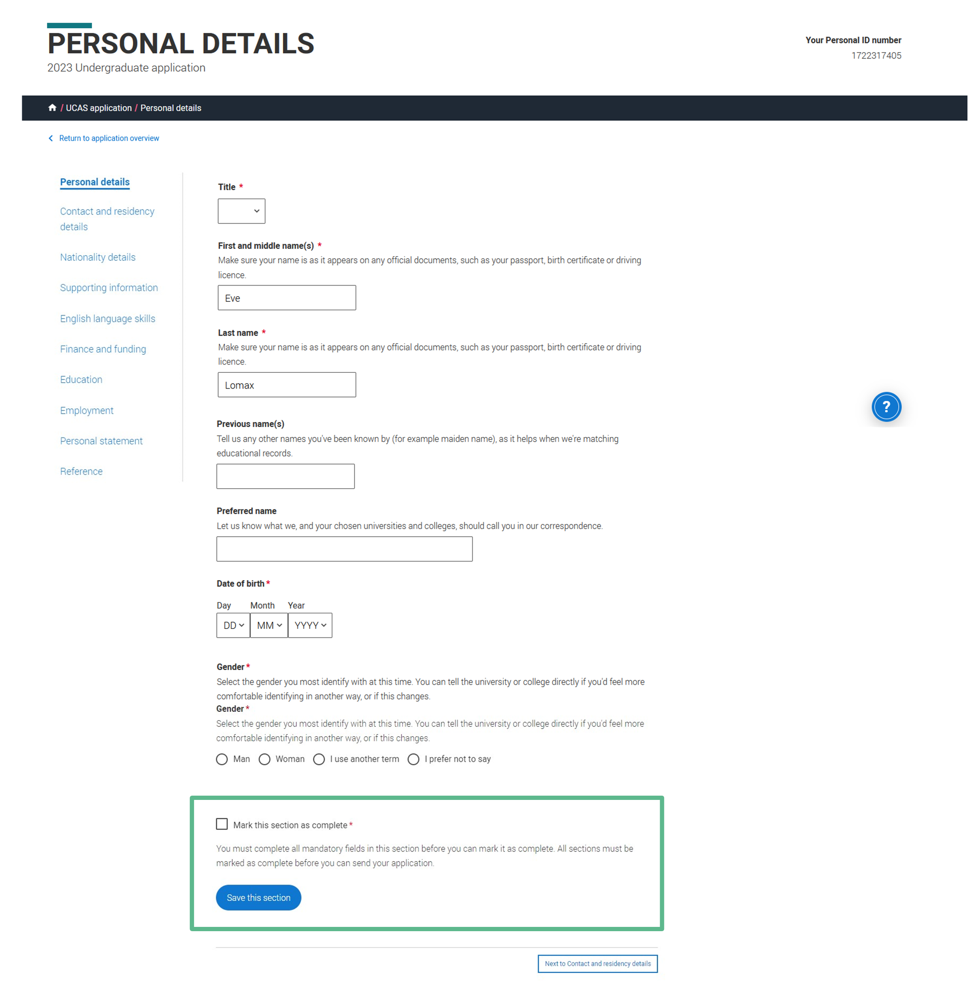 PERSONAL DETAILS
2023 Undergraduate application
Your Personal ID number
1722317405
/ UCAS application / Personal details
Return to application overview
Personal details
Contact and residency
details
Nationality details
Supporting information
English language skills
Finance and funding
Education
Employment
Personal statement
Reference
Title *
First and middle name(s) *
Make sure your name is as it appears on any official documents, such as your passport, birth certificate or driving
licence.
Eve
Last name *
Make sure your name is as it appears on any official documents, such as your passport, birth certificate or driving
licence.
Lomax
?
Previous name(s)
Tell us any other names you've been known by (for example maiden name), as it helps when we're matching
educational records.
Preferred name
Let us know what we, and your chosen universities and colleges, should call you in our correspondence.
Date of birth *
Day Month Year
DD MM YYYY
Gender *
Select the gender you most identify with at this time. You can tell the university or college directly if you'd feel more
comfortable identifying in another way, or if this changes.
Gender *
Select the gender you most identify with at this time. You can tell the university or college directly if you'd feel more
comfortable identifying in another way, or if this changes.
Man Woman I use another term I prefer not to say
Mark this section as complete *
You must complete all mandatory fields in this section before you can mark it as complete. All sections must be
marked as complete before you can send your application.
Save this section
Next to Contact and residency details